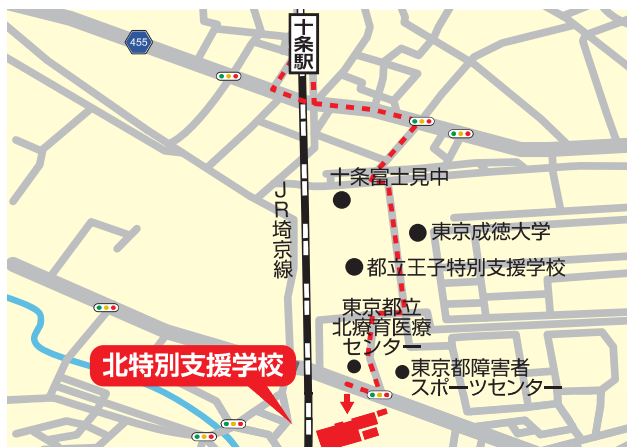 455
十条駅
JR埼京線
十条富士見中
東京成徳大学
都立王子特別支援学校
東京都立
北療育医療
センター
東京都障害者
スポーツセンター
北特別支援学校